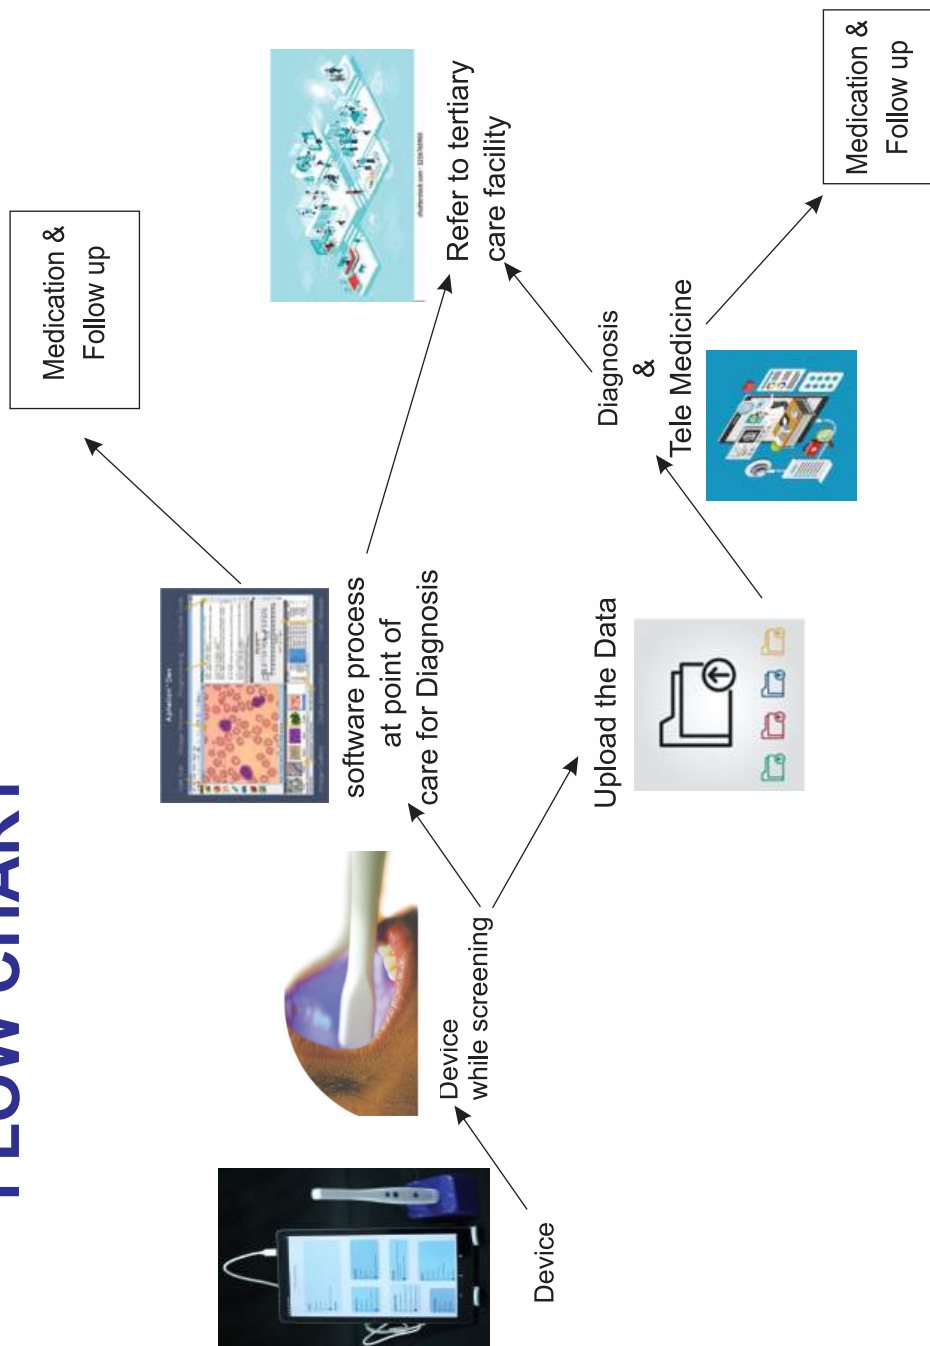 FLOW CHART
Device
Device
while screening
software process
at point of
care for Diagnosis
Upload the Data
Medication &
Follow up
Refer to tertiary
care facility
Diagnosis
&
Tele Medicine
Medication &
Follow up